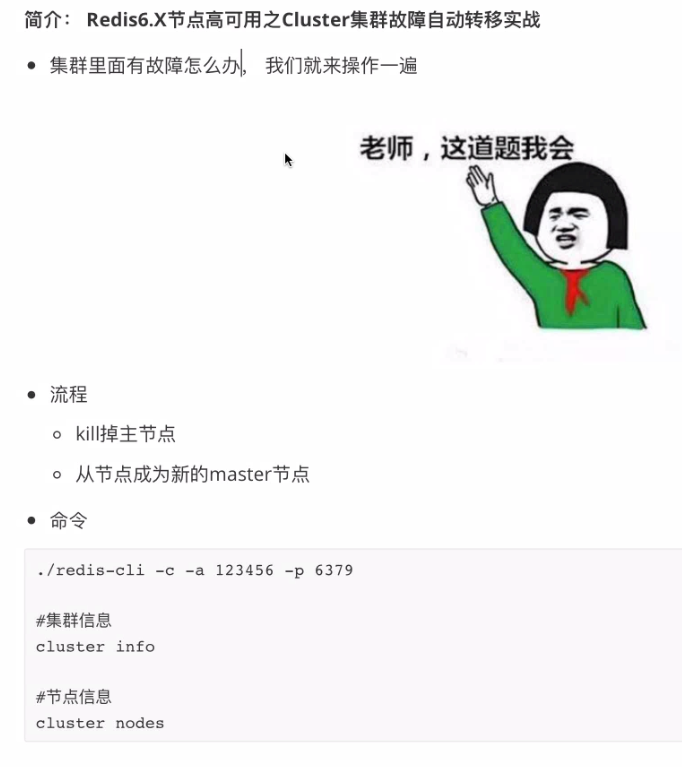 简介： Redis6.X节点高可用之Cluster集群故障自动转移实战
集群里面有故障怎么办， 我们就来操作一遍
老师，这道题我会
流程
kill掉主节点
从节点成为新的master节点
命令
./redis-cli -c -a 123456 -p 6379
#集群信息
cluster info
#节点信息
cluster nodes